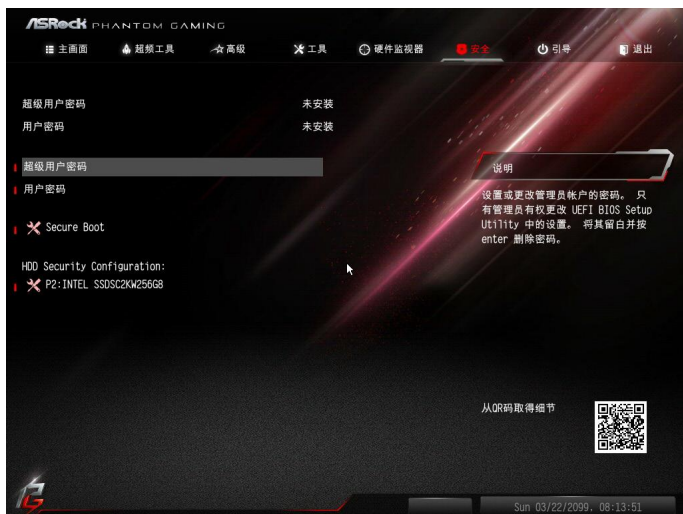 ASRock PHANTOM GAMING
主画面 超频工具 高级 工具 硬件监视器 安全 引导 退出
超级用户密码 未安装
用户密码 未安装
超级用户密码
用户密码
Secure Boot
HDD Security Configuration:
P2:INTEL SSDSC2KW256G8
说明
设置或更改管理员帐户的密码。 只
有管理员有权更改 UEFI BIOS Setup
Utility 中的设置。 将其留白并按
enter 删除密码。
从QR码取得细节
Sun 03/22/2099, 08:13:51